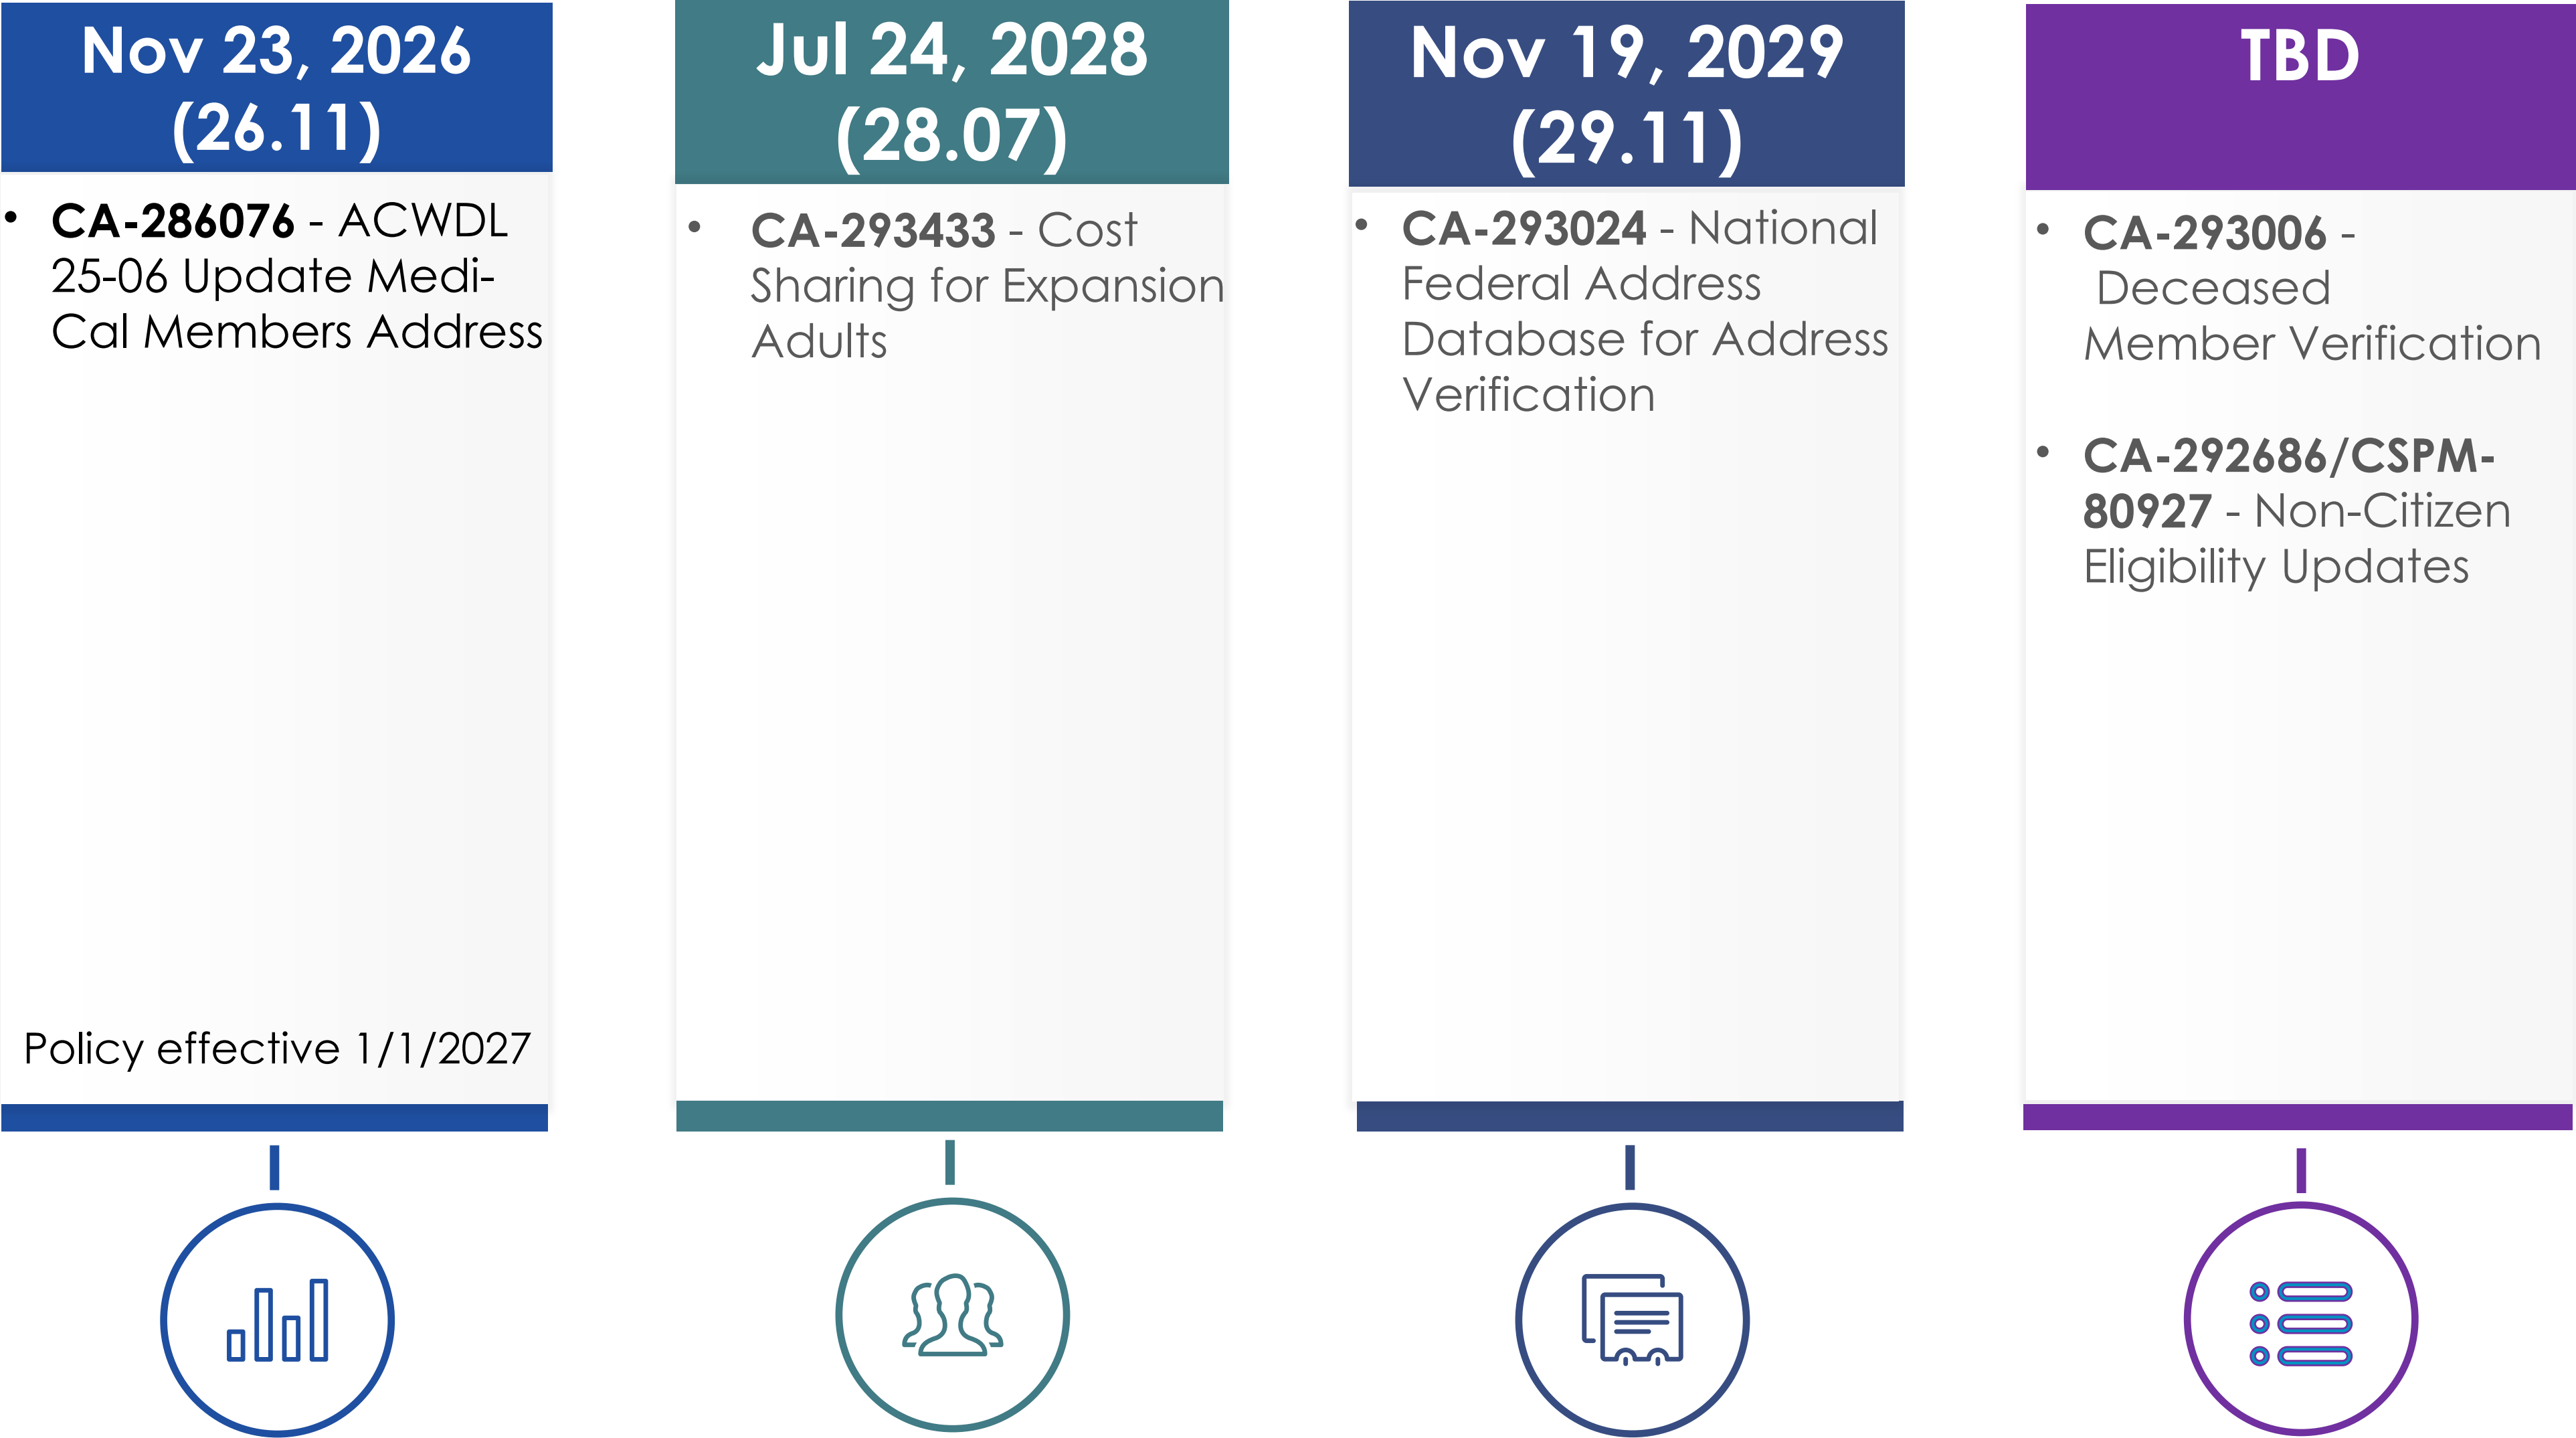 Nov 23, 2026
(26.11)
• CA-286076 - ACWDL
25-06 Update Medi-
Cal Members Address
Policy effective 1/1/2027
Jul 24, 2028
(28.07)
• CA-293433 - Cost
Sharing for Expansion
Adults
Nov 19, 2029
(29.11)
• CA-293024 - National
Federal Address
Database for Address
Verification
TBD
• CA-293006 -
Deceased
Member Verification
• CA-292686/CSPM-
80927 - Non-Citizen
Eligibility Updates